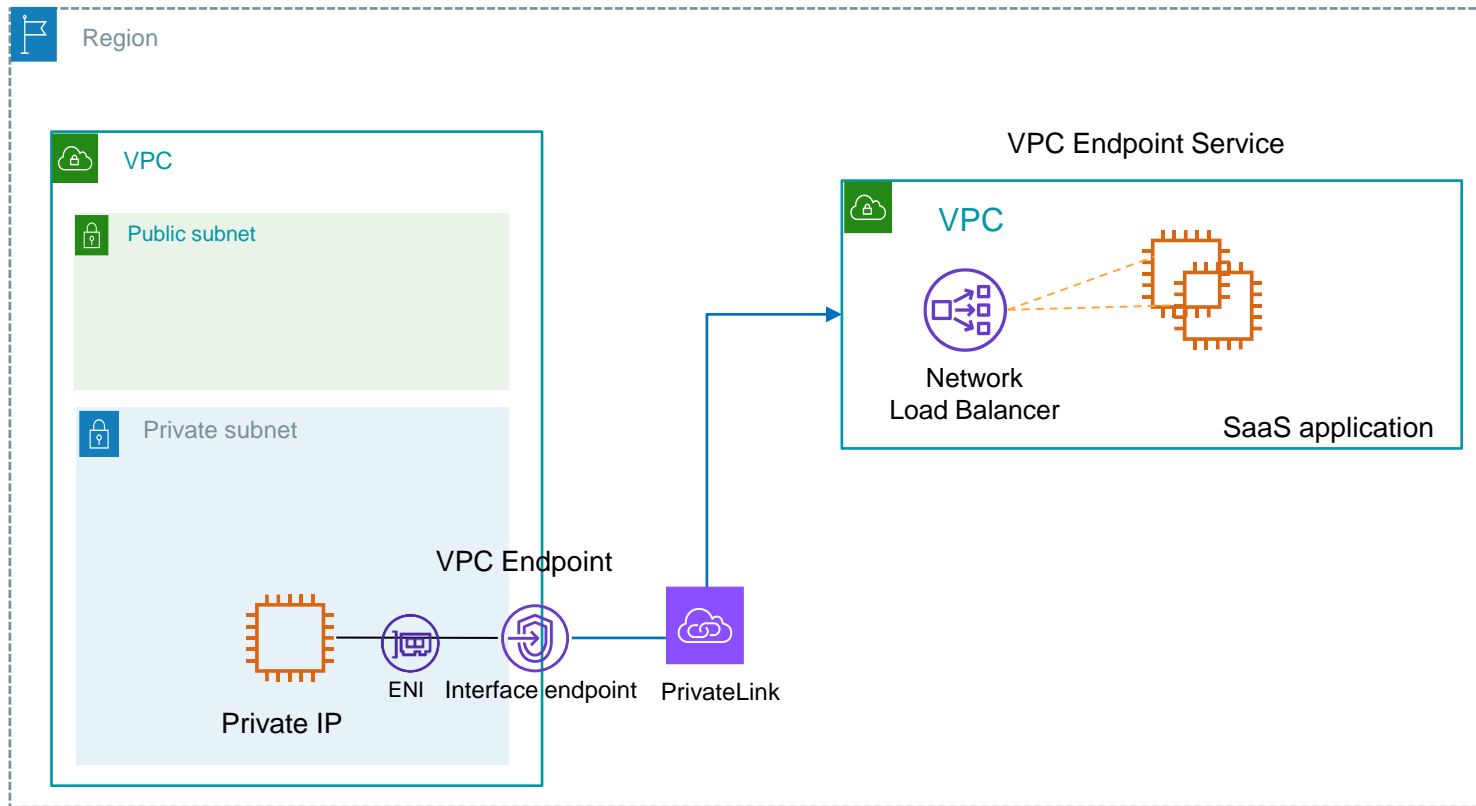 Region
VPC
Public subnet
Private subnet
VPC Endpoint
ENI
Interface endpoint
PrivateLink
Private IP
VPC Endpoint Service
VPC
Network
Load Balancer
SaaS application